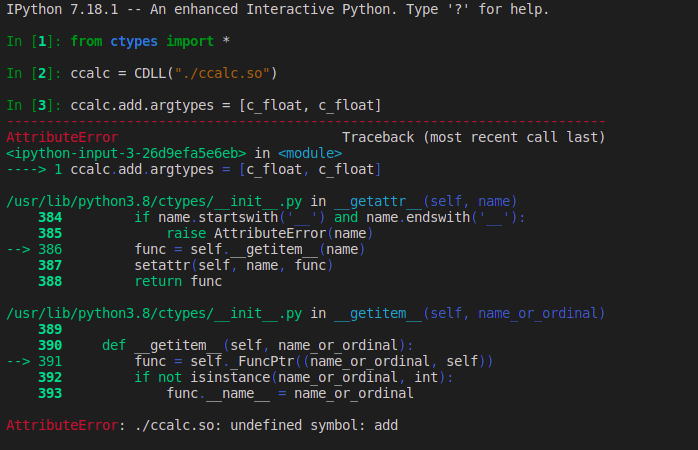 IPython 7.18.1 -- An enhanced Interactive Python. Type '?' for help.
In [1]: from ctypes import *
In [2]: ccalc = CDLL("./ccalc.so")
In [3]: ccalc.add.argtypes = [c_float, c_float]
---------------------------------------------------------------------------
AttributeError                            Traceback (most recent call last)
<ipython-input-3-26d9efa5e6eb> in <module>
----> 1 ccalc.add.argtypes = [c_float, c_float]
/usr/lib/python3.8/ctypes/__init__.py in __getattr__(self, name)
    384         if name.startswith('__') and name.endswith('__'):
    385             raise AttributeError(name)
--> 386         func = self.__getitem__(name)
    387         setattr(self, name, func)
    388         return func
/usr/lib/python3.8/ctypes/__init__.py in __getitem__(self, name_or_ordinal)
    389
    390     def __getitem__(self, name_or_ordinal):
--> 391         func = self._FuncPtr((name_or_ordinal, self))
    392         if not isinstance(name_or_ordinal, int):
    393             func.__name__ = name_or_ordinal
AttributeError: ./ccalc.so: undefined symbol: add